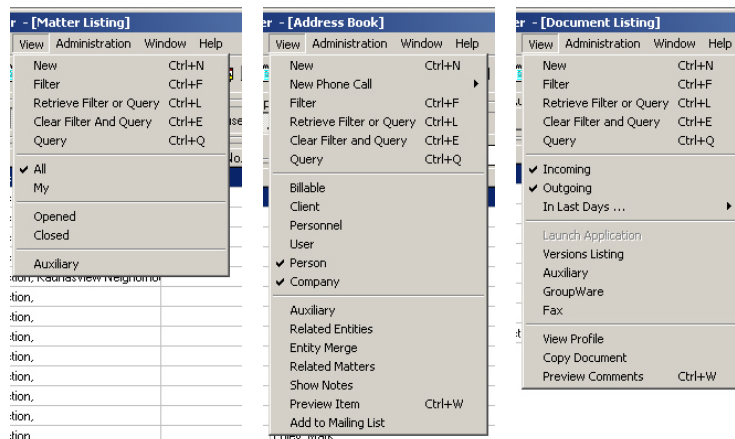 r - [Matter Listing]
View Administration Window Help
New Ctrl+N
Filter Ctrl+F
Retrieve Filter or Query Ctrl+L
Clear Filter And Query Ctrl+E
Query Ctrl+Q
All
My
Opened
Closed
Auxiliary
tion,
tion,
tion,
tion,
tion,
tion,
tion,
tion
er - [Address Book]
View Administration Window Help
New Ctrl+N
New Phone Call
Filter Ctrl+F
Retrieve Filter or Query Ctrl+L
Clear Filter and Query Ctrl+E
Query Ctrl+Q
Billable
Client
Personnel
User
Person
Company
Auxiliary
Related Entities
Entity Merge
Related Matters
Show Notes
Preview Item Ctrl+W
Add to Mailing List
er - [Document Listing]
View Administration Window Help
New Ctrl+N
Filter Ctrl+F
Retrieve Filter or Query Ctrl+L
Clear Filter and Query Ctrl+E
Query Ctrl+Q
Incoming
Outgoing
In Last Days ...
Launch Application
Versions Listing
Auxiliary
GroupWare
Fax
View Profile
Copy Document
Preview Comments Ctrl+W